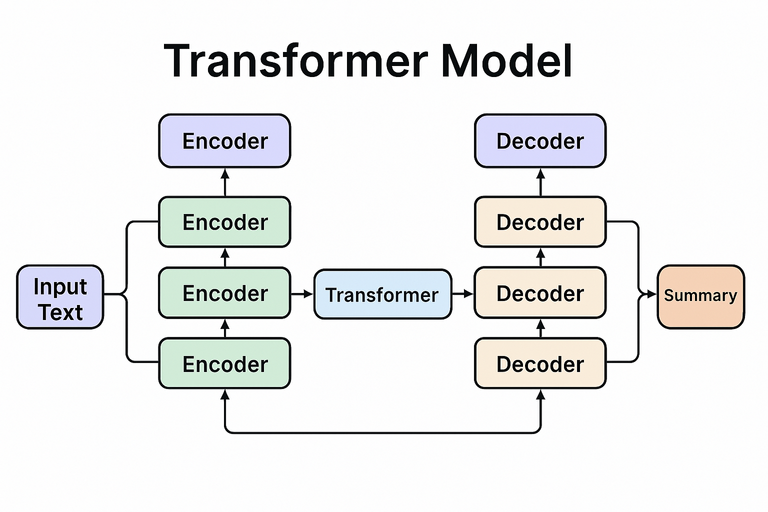 Transformer Model
Encoder
Decoder
Encoder
Decoder
Input
Text
Encoder
Transformer
Decoder
Summary
Encoder
Decoder